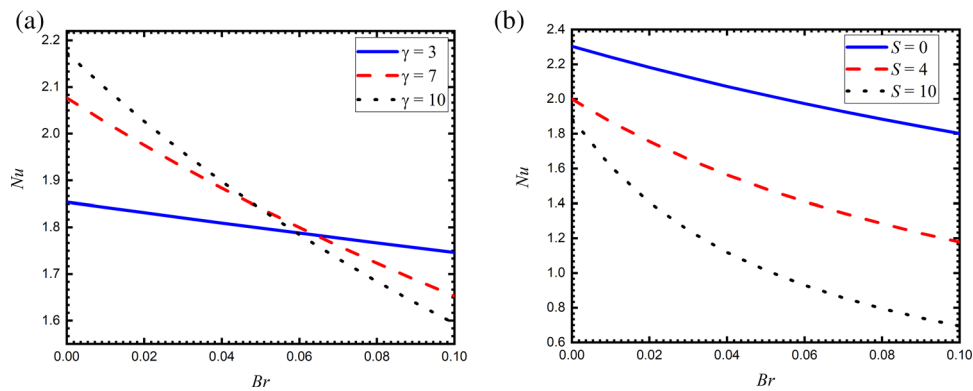 (a)
2.2
2.1
2.0
1.9
1.8
1.7
1.6
Nu
γ = 3
γ = 7
γ = 10
0.00 0.02 0.04 0.06 0.08 0.10
Br
(b)
2.4
2.2
2.0
1.8
1.6
1.4
1.2
1.0
0.8
0.6
Nu
S = 0
S = 4
S = 10
0.00 0.02 0.04 0.06 0.08 0.10
Br